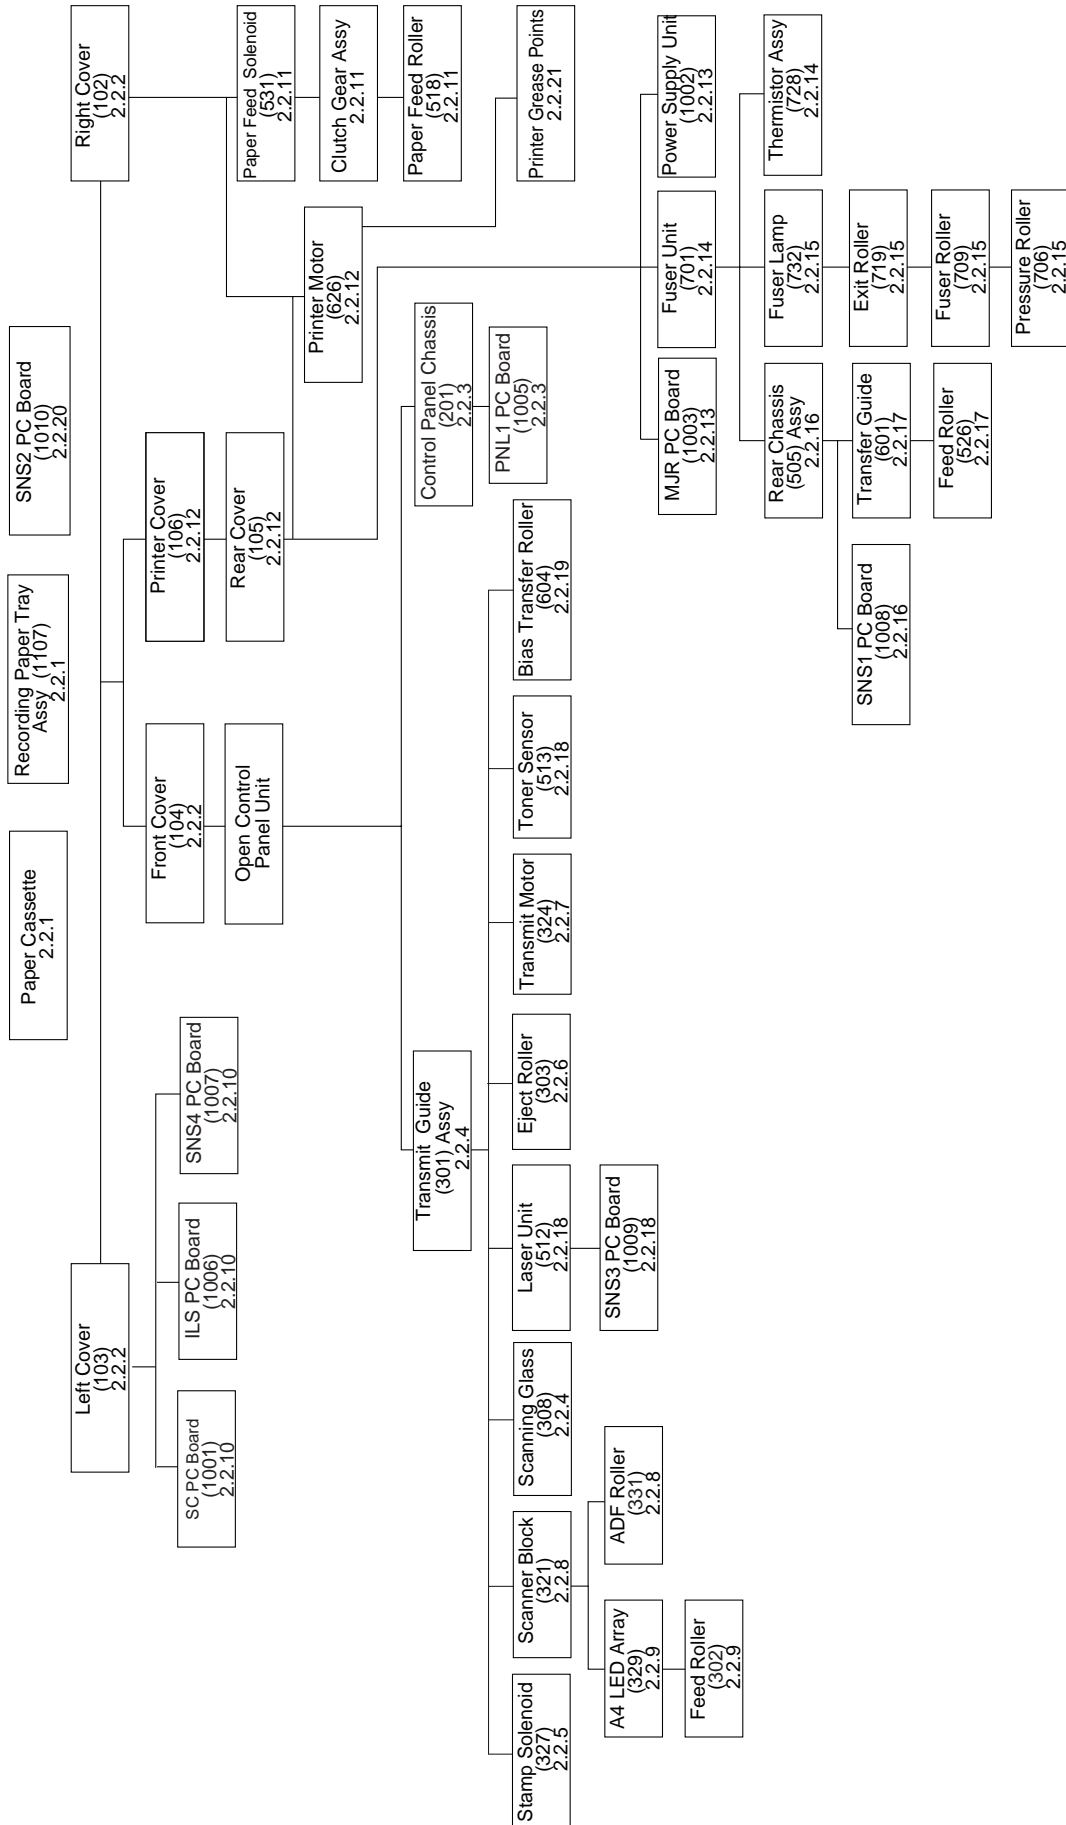 Paper Cassette
2.2.1
Recording Paper Tray
Assy (1107)
2.2.1
SNS2 PC Board
(1010)
2.2.20
Left Cover
(103)
2.2.2
Right Cover
(102)
2.2.2
Front Cover
(104)
2.2.2
Printer Cover
(106)
2.2.12
SC PC Board
(1001)
2.2.10
ILS PC Board
(1006)
2.2.10
SNS4 PC Board
(1007)
2.2.10
Open Control
Panel Unit
Rear Cover
(105)
2.2.12
Paper Feed Solenoid
(531)
2.2.11
Printer Motor
(626)
2.2.12
Clutch Gear Assy
2.2.11
Paper Feed Roller
(518)
2.2.11
Transmit Guide
(301) Assy
2.2.4
Control Panel Chassis
(201)
2.2.3
PNL1 PC Board
(1005)
2.2.3
Printer Grease Points
2.2.21
Stamp Solenoid
(327)
2.2.5
Scanner Block
(321)
2.2.8
Scanning Glass
(308)
2.2.4
Laser Unit
(512)
2.2.18
Eject Roller
(303)
2.2.6
Transmit Motor
(324)
2.2.7
Toner Sensor
(513)
2.2.18
Bias Transfer Roller
(604)
2.2.19
A4 LED Array
(329)
2.2.9
ADF Roller
(331)
2.2.8
SNS3 PC Board
(1009)
2.2.18
Feed Roller
(302)
2.2.9
MJR PC Board
(1003)
2.2.13
Fuser Unit
(701)
2.2.14
Power Supply Unit
(1002)
2.2.13
Rear Chassis
(505) Assy
2.2.16
Fuser Lamp
(732)
2.2.15
Thermistor Assy
(728)
2.2.14
SNS1 PC Board
(1008)
2.2.16
Transfer Guide
(601)
2.2.17
Exit Roller
(719)
2.2.15
Feed Roller
(526)
2.2.17
Fuser Roller
(709)
2.2.15
Pressure Roller
(706)
2.2.15